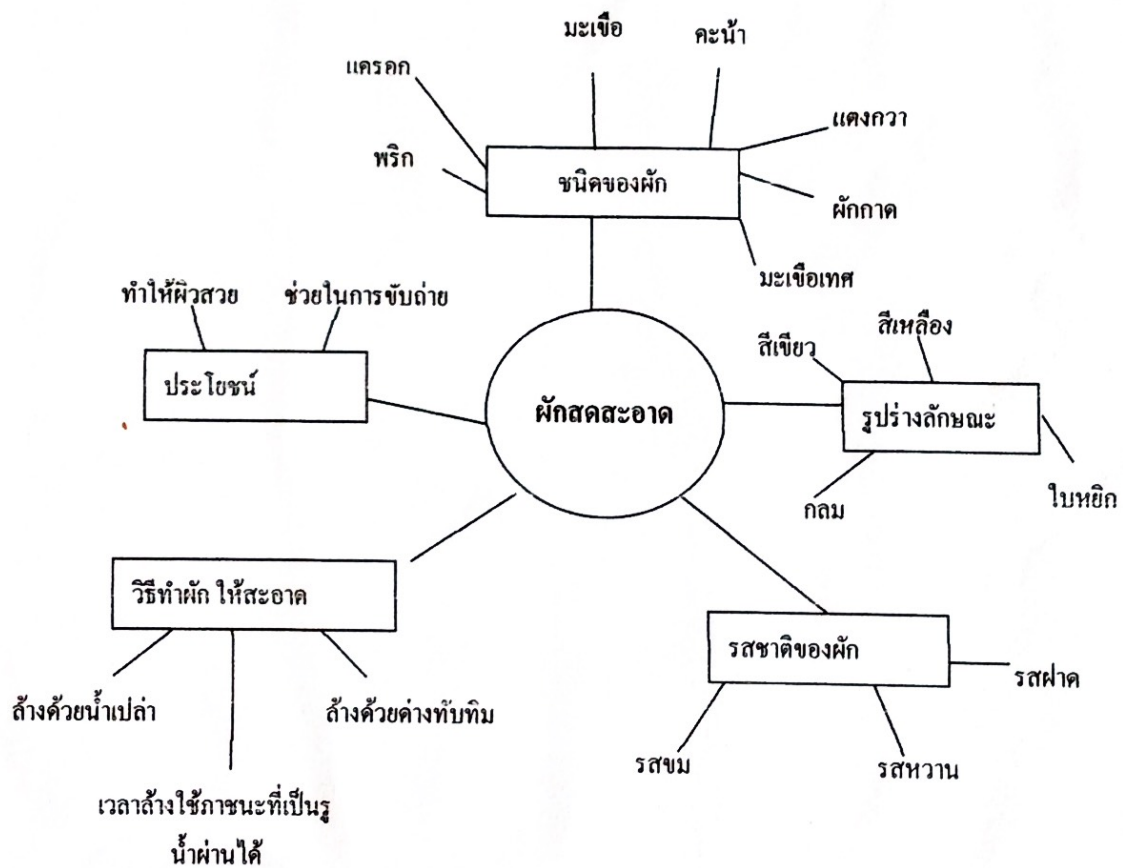 มะเขือ
คะน้า
แครอก
แตงกวา
พริก
ชนิดของผัก
ผักกาด
มะเขือเทศ
ทำให้ผิวสวย
ช่วยในการขับถ่าย
ประโยชน์
ผักสดสะอาด
สีเขียว
สีเหลือง
รูปร่างลักษณะ
กลม
ใบหยิก
วิธีทำผัก ให้สะอาด
ล้างด้วยน้ำเปล่า
ล้างด้วยด่างทับทิม
เวลาล้างใช้ภาชนะที่เป็นรู
น้ำผ่านได้
รสชาติของผัก
รสฝาด
รสขม
รสหวาน